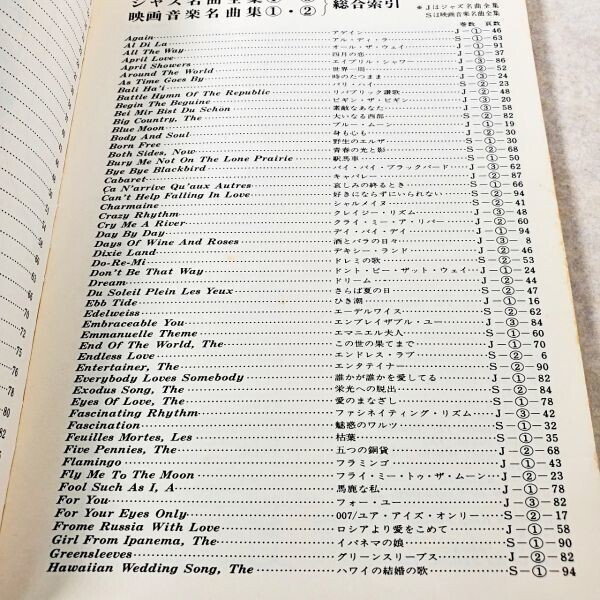 ジャズ名曲全集①・②
映画音楽名曲集①・② } 総合索引
※ Jはジャズ名曲全集
Sは映画音楽名曲全集
巻数 頁数
Again アゲイン J-①-46
Al Di La アル・ディ・ラ S-①-63
All The Way オール・ザ・ウェイ J-①-91
April Love 四月の恋 J-①-37
April Showers エイプリル・シャワー J-③-86
Around The World 世界一周 J-②-52
As Time Goes By 時のたつまま J-③-24
Bali Ha'i バリ・ハイ S-②-23
Battle Hymn Of The Republic リパブリック讃歌 J-②-48
Begin The Beguine ビギン・ザ・ビギン J-③-20
Bei Mir Bist Du Schön 素敵なあなた J-③-58
Big Country, The 大いなる西部 S-②-82
Blue Moon ブルー・ムーン J-①-19
Body And Soul 身も心も J-②-30
Born Free 野生のエルザ S-①-30
Both Sides, Now 青春の光と影 S-②-68
Bury Me Not On The Lone Prairie 駅馬車 S-①-50
Bye Bye Blackbird バイ・バイ・ブラックバード J-③-62
Cabaret キャバレー J-②-87
Ca N'arrive Qu'aux Autres 哀しみの終るとき S-①-66
Can't Help Falling In Love 好きにならずにいられない S-②-94
Charmaine シャルメイヌ S-②-41
Crazy Rhythm クレイジー・リズム J-③-48
Cry Me A River クライ・ミー・ア・リバー J-②-60
Day By Day デイ・バイ・デイ J-①-94
Days Of Wine And Roses 酒とバラの日々 J-③-8
Dixie Land デキシー・ランド J-②-46
Do-Re-Mi ドレミの歌 S-②-53
Don't Be That Way ドント・ビー・ザット・ウェイ J-①-24
Dream ドリーム J-②-44
Du Soleil Plein Les Yeux さらば夏の日 S-②-47
Ebb Tide ひき潮 J-①-16
Edelweiss エーデルワイス S-②-62
Embraceable You エンブレイザブル・ユー J-③-84
Emmanuelle Theme エマニエル夫人 S-①-60
End Of The World, The この世の果てまで J-①-70
Endless Love エンドレス・ラブ S-②-6
Entertainer, The エンタテイナー S-②-90
Everybody Loves Somebody 誰かが誰かを愛してる J-①-82
Exodus Song, The 栄光への脱出 S-②-84
Eyes Of Love, The 愛のまなざし S-①-78
Fascinating Rhythm ファシネイティング・リズム J-③-42
Fascination 魅惑のワルツ S-①-32
Feuilles Mortes, Les 枯葉 S-①-35
Five Pennies, The 五つの銅貨 J-②-68
Flamingo フラミンゴ J-①-43
Fly Me To The Moon フライ・ミー・トゥ・ザ・ムーン J-②-23
Fool Such As I, A 馬鹿な私 J-①-78
For You フォー・ユー J-③-82
For Your Eyes Only 007/ユア・アイズ・オンリー S-②-17
Frome Russia With Love ロシアより愛をこめて J-①-58
Girl From Ipanema, The イパネマの娘 S-①-90
Greensleeves グリーンスリーブス J-②-82
Hawaiian Wedding Song, The ハワイの結婚の歌 S-①-94